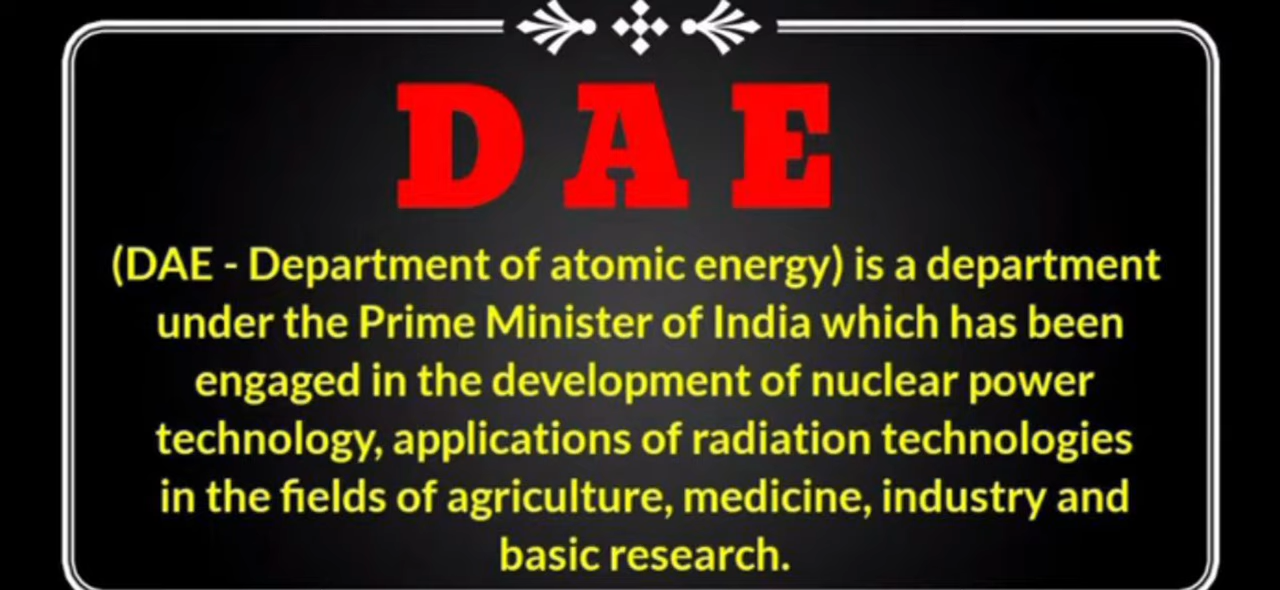 DAE
(DAE - Department of atomic energy) is a department
under the Prime Minister of India which has been
engaged in the development of nuclear power
technology, applications of radiation technologies
in the fields of agriculture, medicine, industry and
basic research.